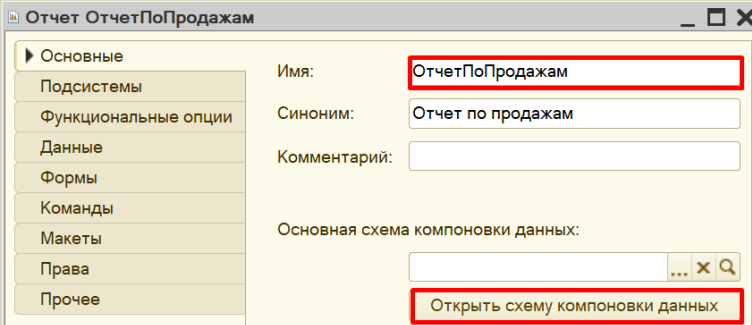 Отчет ОтчетПоПродажам
Основные
Подсистемы
Функциональные опции
Данные
Формы
Команды
Макеты
Права
Прочее
Имя: ОтчетПоПродажам
Синоним: Отчет по продажам
Комментарий:
Основная схема компоновки данных:
...
Открыть схему компоновки данных